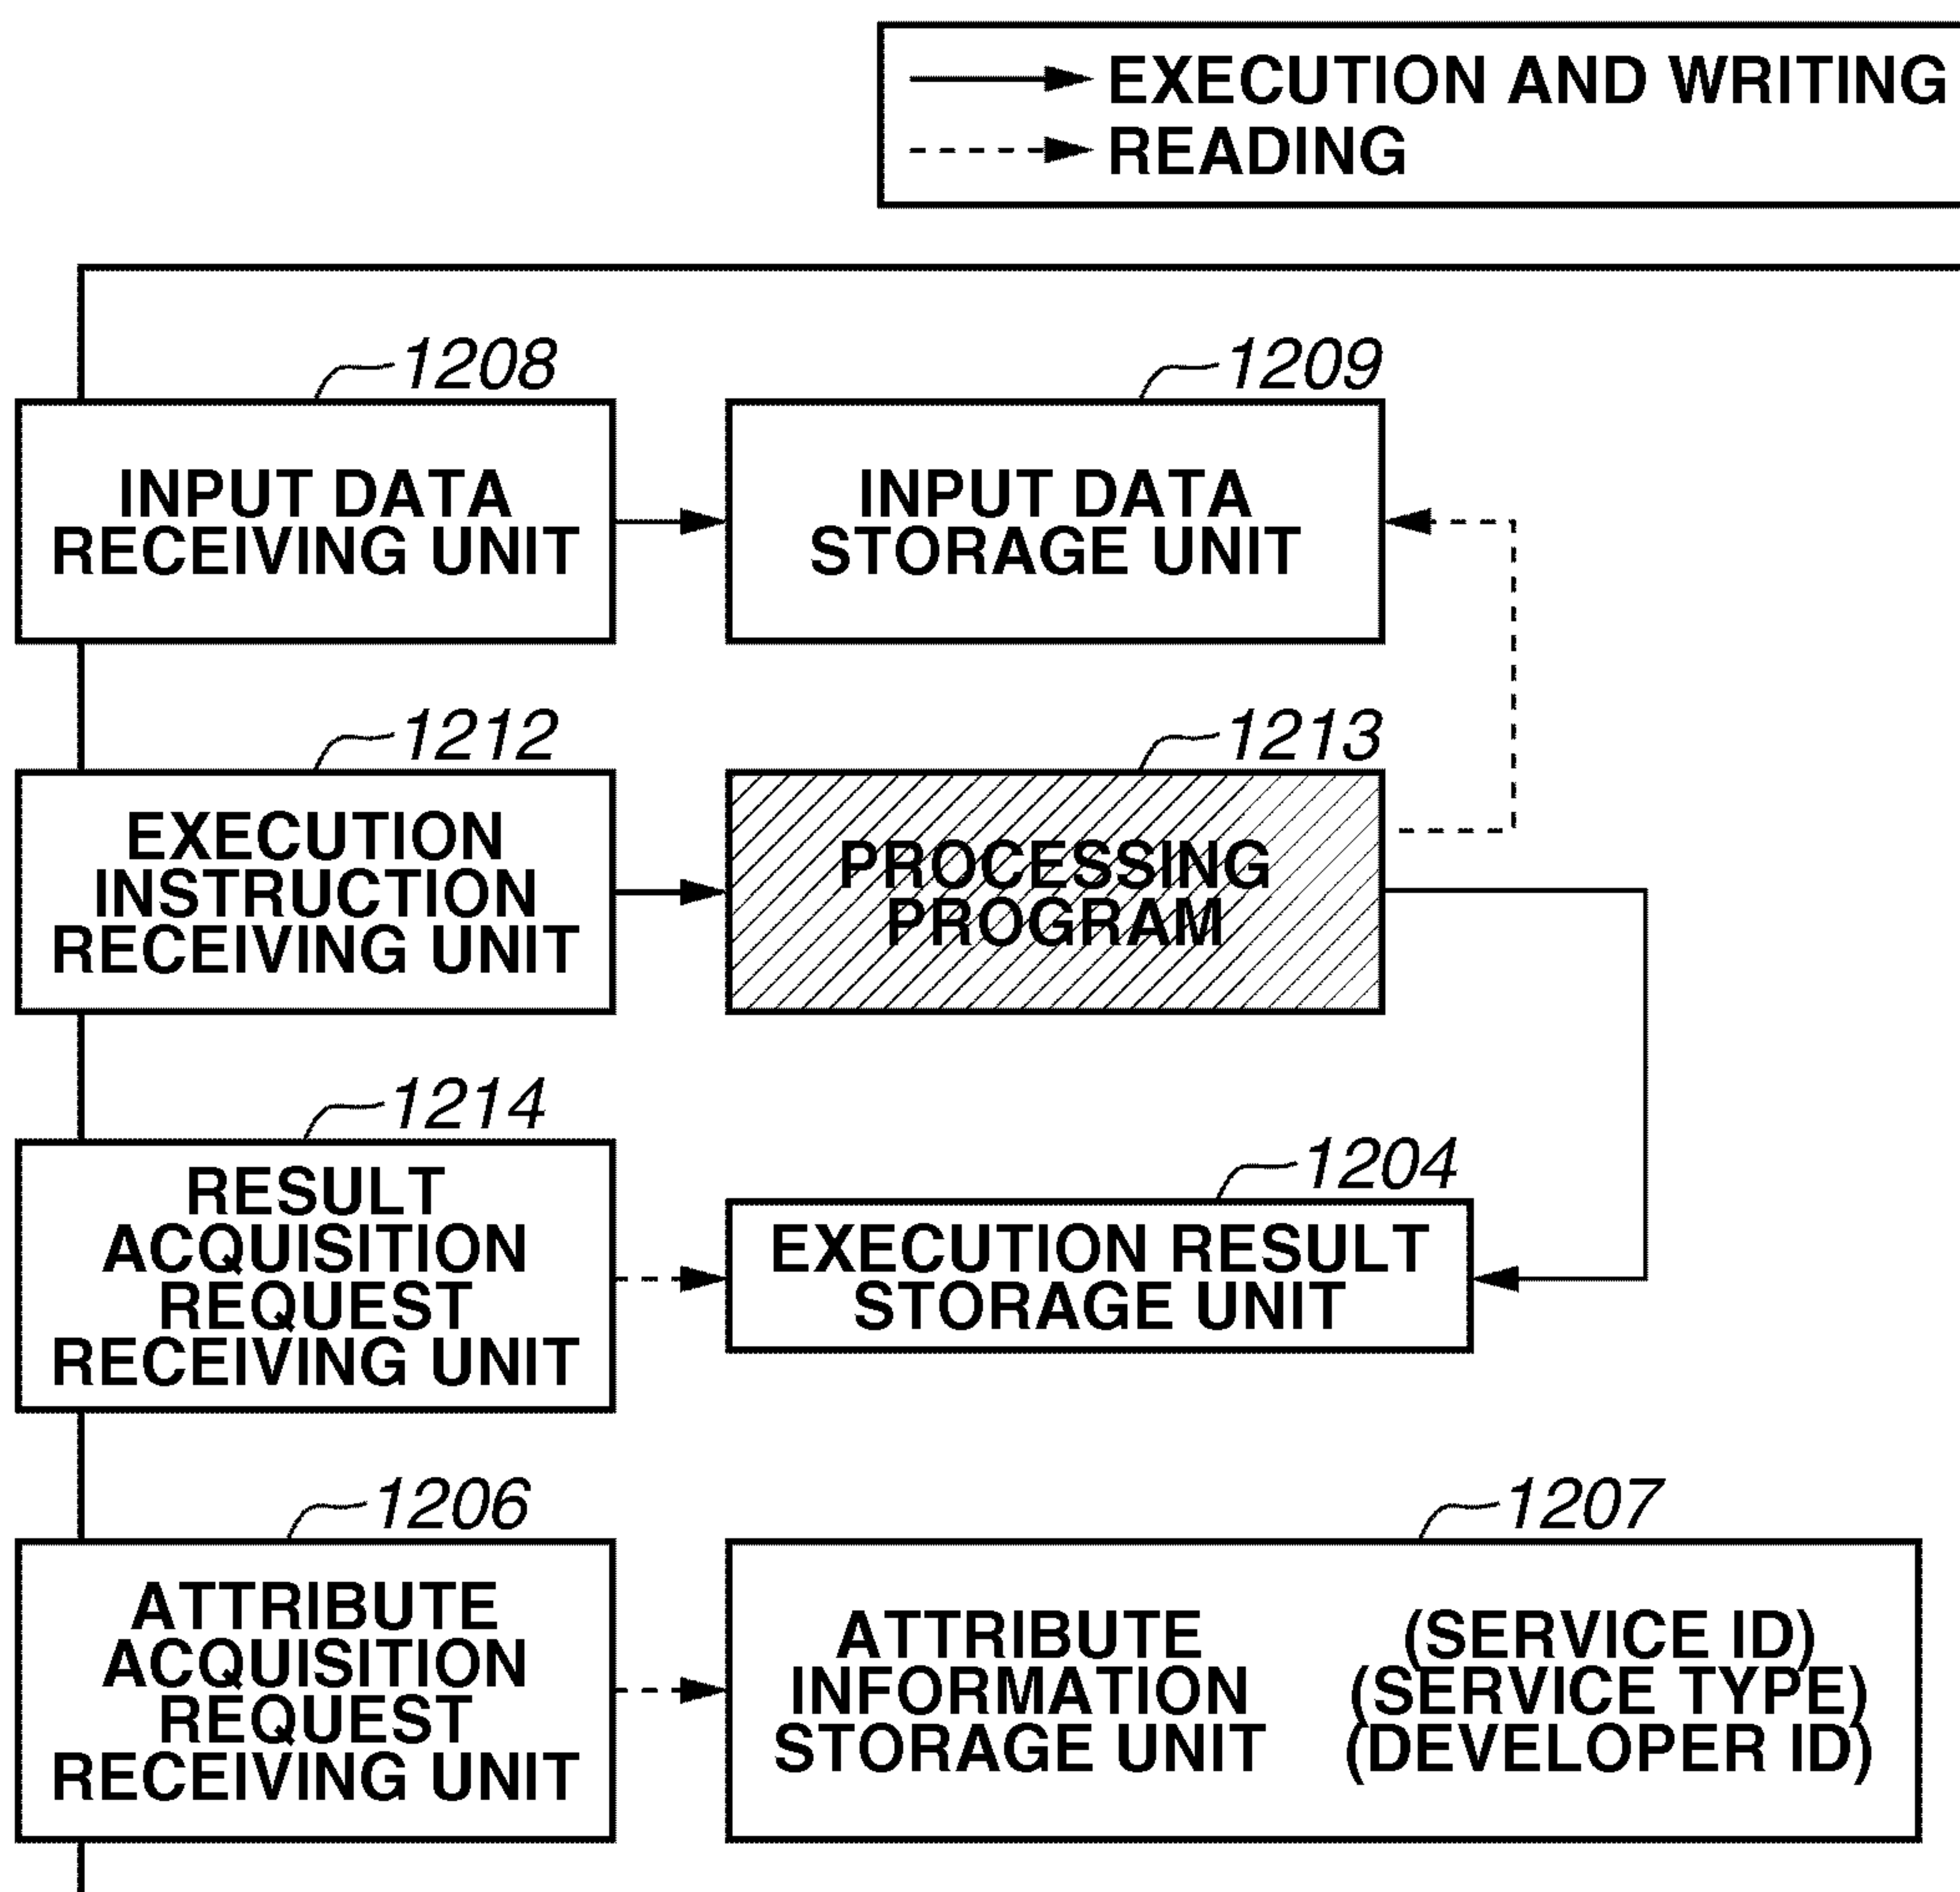 EXECUTION AND WRITING
READING
1208
1209
INPUT DATA
RECEIVING UNIT
INPUT DATA
STORAGE UNIT
1212
1213
EXECUTION
INSTRUCTION
RECEIVING UNIT
PROCESSING
PROGRAM
1214
1204
RESULT
ACQUISITION
REQUEST
RECEIVING UNIT
EXECUTION RESULT
STORAGE UNIT
1206
1207
ATTRIBUTE
ACQUISITION
REQUEST
RECEIVING UNIT
ATTRIBUTE
INFORMATION
STORAGE UNIT
(SERVICE ID)
(SERVICE TYPE)
(DEVELOPER ID)